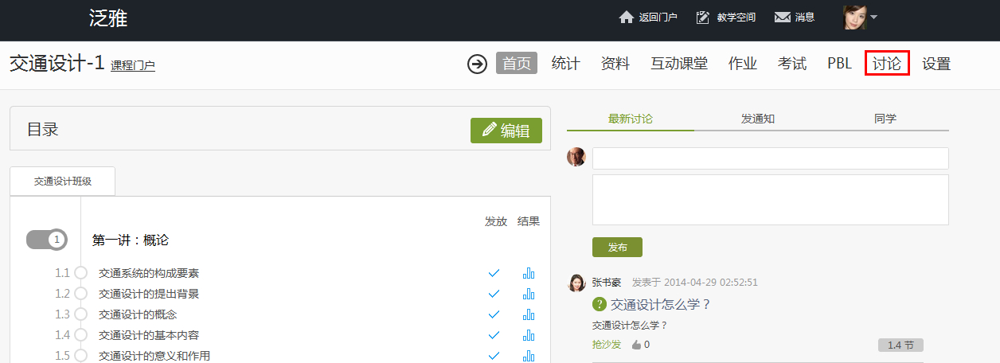 泛雅
返回门户 教学空间 消息
交通设计-1 课程门户 首页 统计 资料 互动课堂 作业 考试 PBL 讨论 设置
目录 编辑
最新讨论 发通知 同学
交通设计班级
发放 结果
1 第一讲：概论
1.1 交通系统的构成要素
1.2 交通设计的提出背景
1.3 交通设计的概念
1.4 交通设计的基本内容
1.5 交通设计的意义和作用
发布
张书豪 发表于 2014-04-29 02:52:51
? 交通设计怎么学？
交通设计怎么学？
抢沙发 0 1.4 节